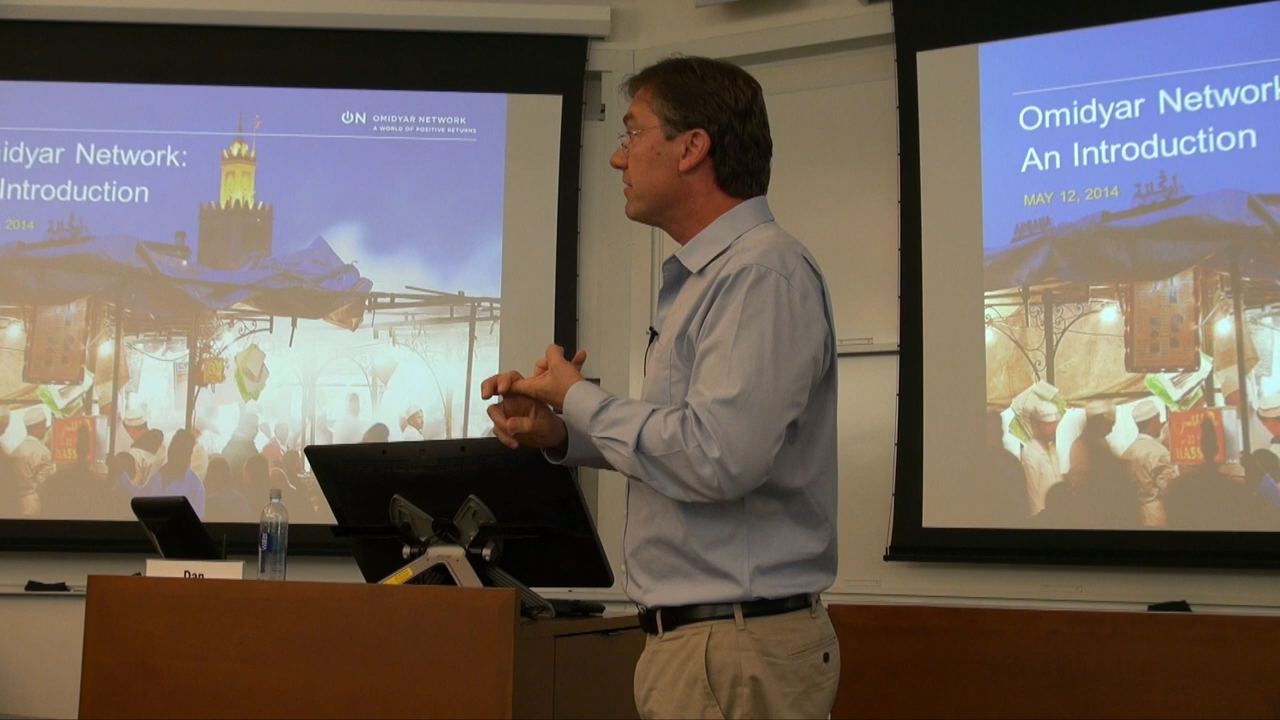 ON OMIDYAR NETWORK
A WORLD OF POSITIVE RETURNS
idyar Network:
Introduction
2014
Dan
Omidyar Network
An Introduction
MAY 12, 2014